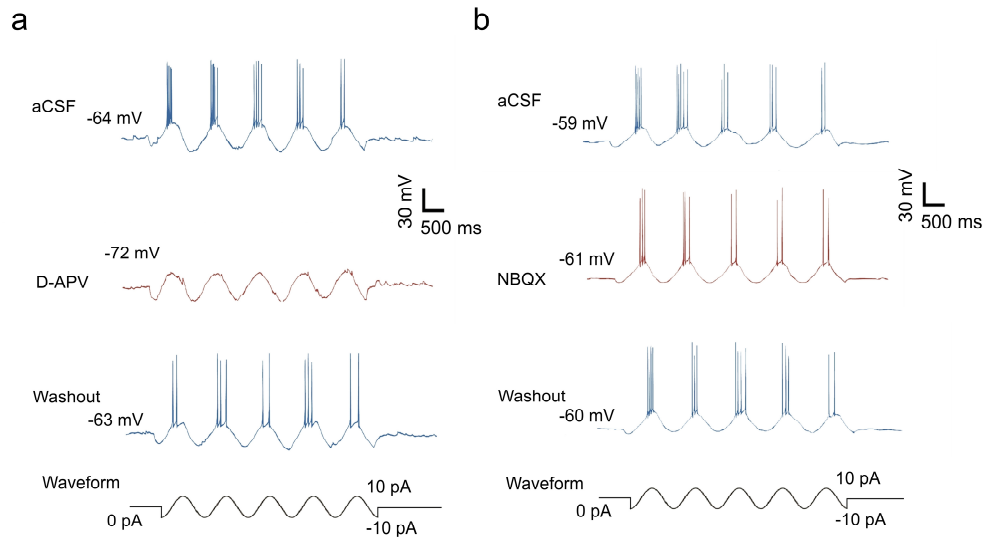 a
aCSF
-64 mV
30 mV
500 ms
-72 mV
D-APV
Washout
-63 mV
Waveform
10 pA
0 pA
-10 pA
b
aCSF
-59 mV
30 mV
500 ms
-61 mV
NBQX
Washout
-60 mV
Waveform
10 pA
0 pA
-10 pA